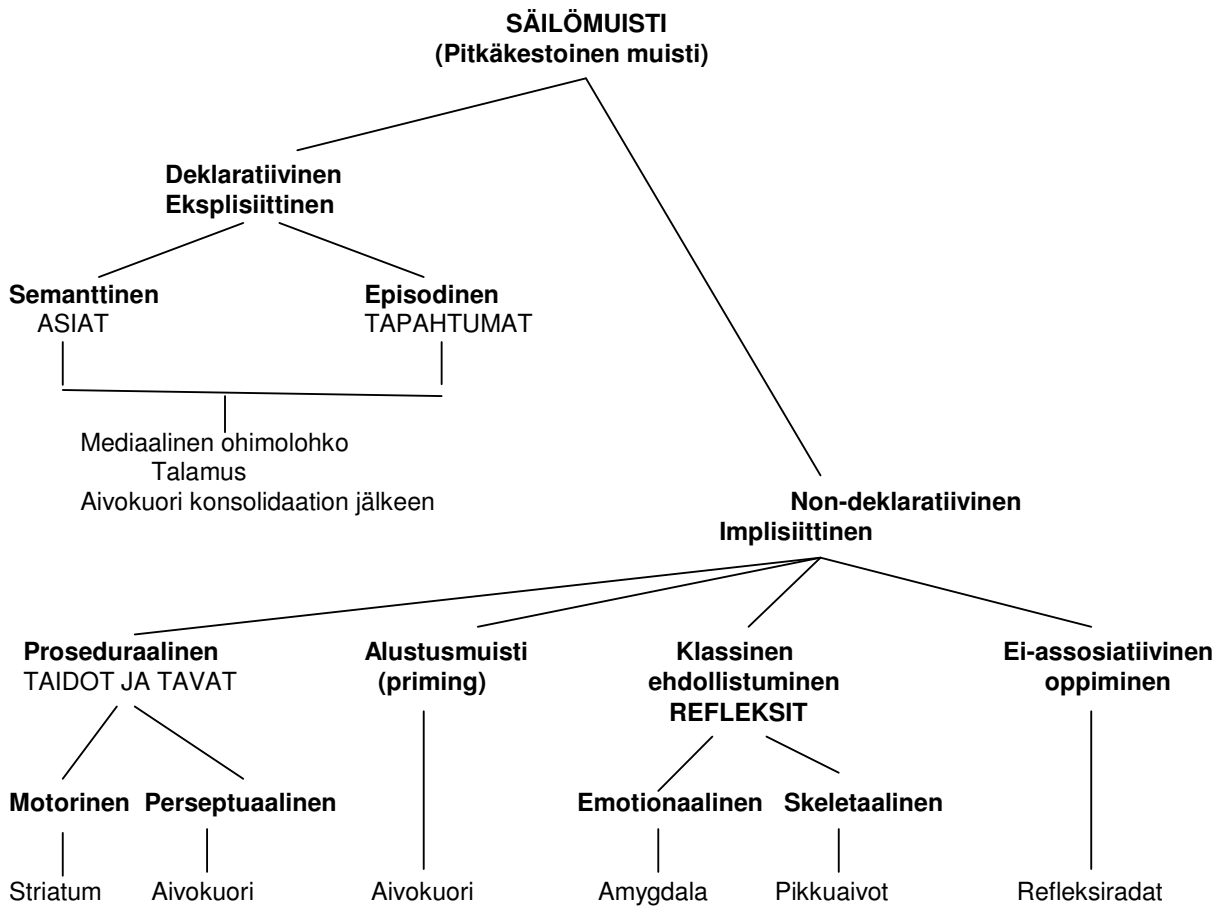 SÄILÖMUISTI
(Pitkäkestoinen muisti)
Deklaratiivinen
Eksplisiittinen
Semanttinen
ASIAT
Episodinen
TAPAHTUMAT
Mediaalinen ohimolohko
Talamus
Aivokuori konsolidaation jälkeen
Non-deklaratiivinen
Implisiittinen
Proseduraalinen
TAIDOT JA TAVAT
Alustusmuisti
(priming)
Klassinen
ehdollistuminen
REFLEKSIT
Ei-assosiatiivinen
oppiminen
Motorinen
Perseptuaalinen
Emotionaalinen
Skeletaalinen
Striatum
Aivokuori
Aivokuori
Amygdala
Pikkuaivot
Refleksiradat